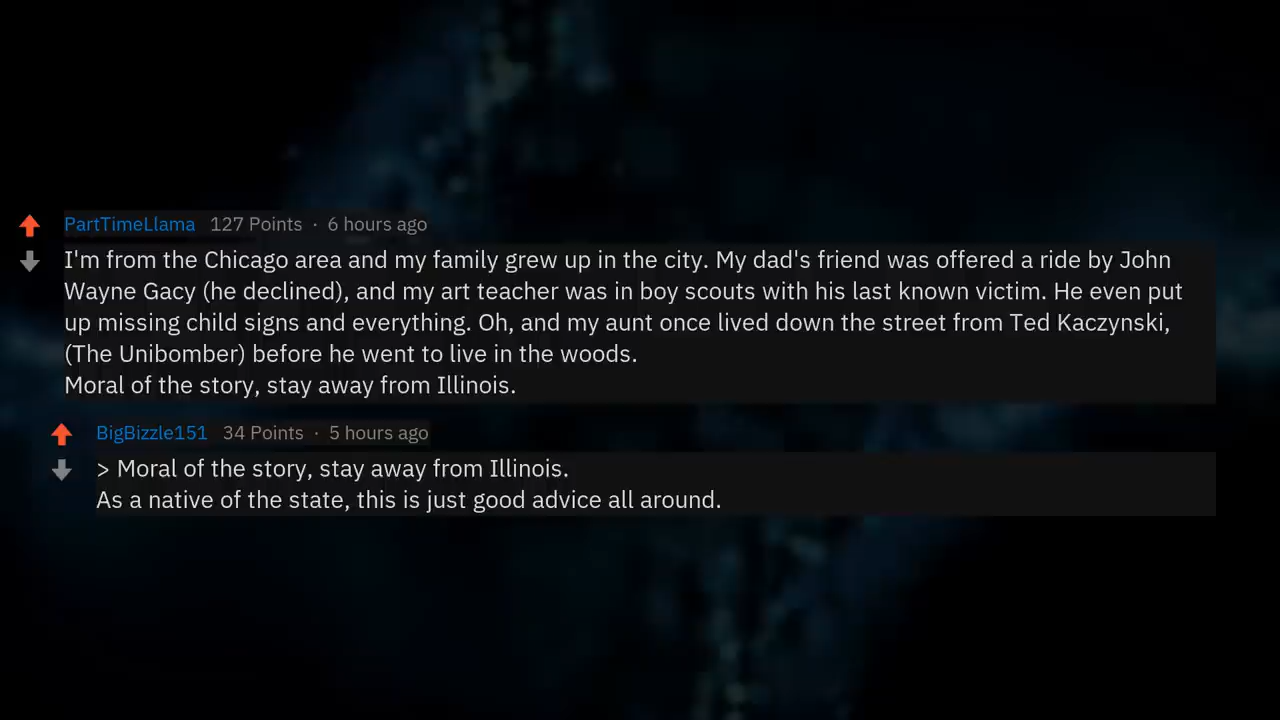 PartTimeLlama 127 Points · 6 hours ago
I'm from the Chicago area and my family grew up in the city. My dad's friend was offered a ride by John
Wayne Gacy (he declined), and my art teacher was in boy scouts with his last known victim. He even put
up missing child signs and everything. Oh, and my aunt once lived down the street from Ted Kaczynski,
(The Unibomber) before he went to live in the woods.
Moral of the story, stay away from Illinois.
BigBizzle151 34 Points · 5 hours ago
> Moral of the story, stay away from Illinois.
As a native of the state, this is just good advice all around.